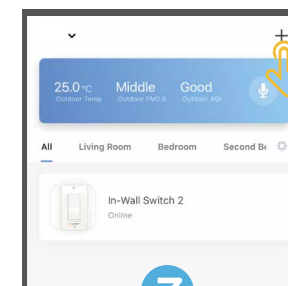 +
25.0 °C Middle Good
Outdoor Temp Outdoor PM2.5 Outdoor AQI
All Living Room Bedroom Second Be
In-Wall Switch 2
Online